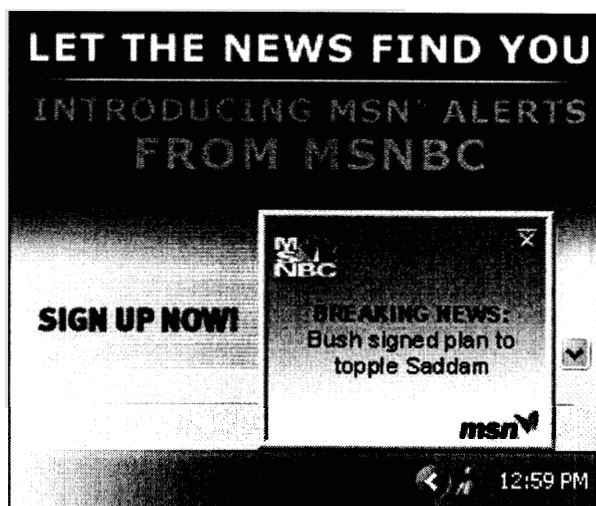 LET THE NEWS FIND YOU
INTRODUCING MSN® ALERTS
FROM MSNBC
SIGN UP NOW!
MSNBC
BREAKING NEWS:
Bush signed plan to
topple Saddam
msn
12:59 PM